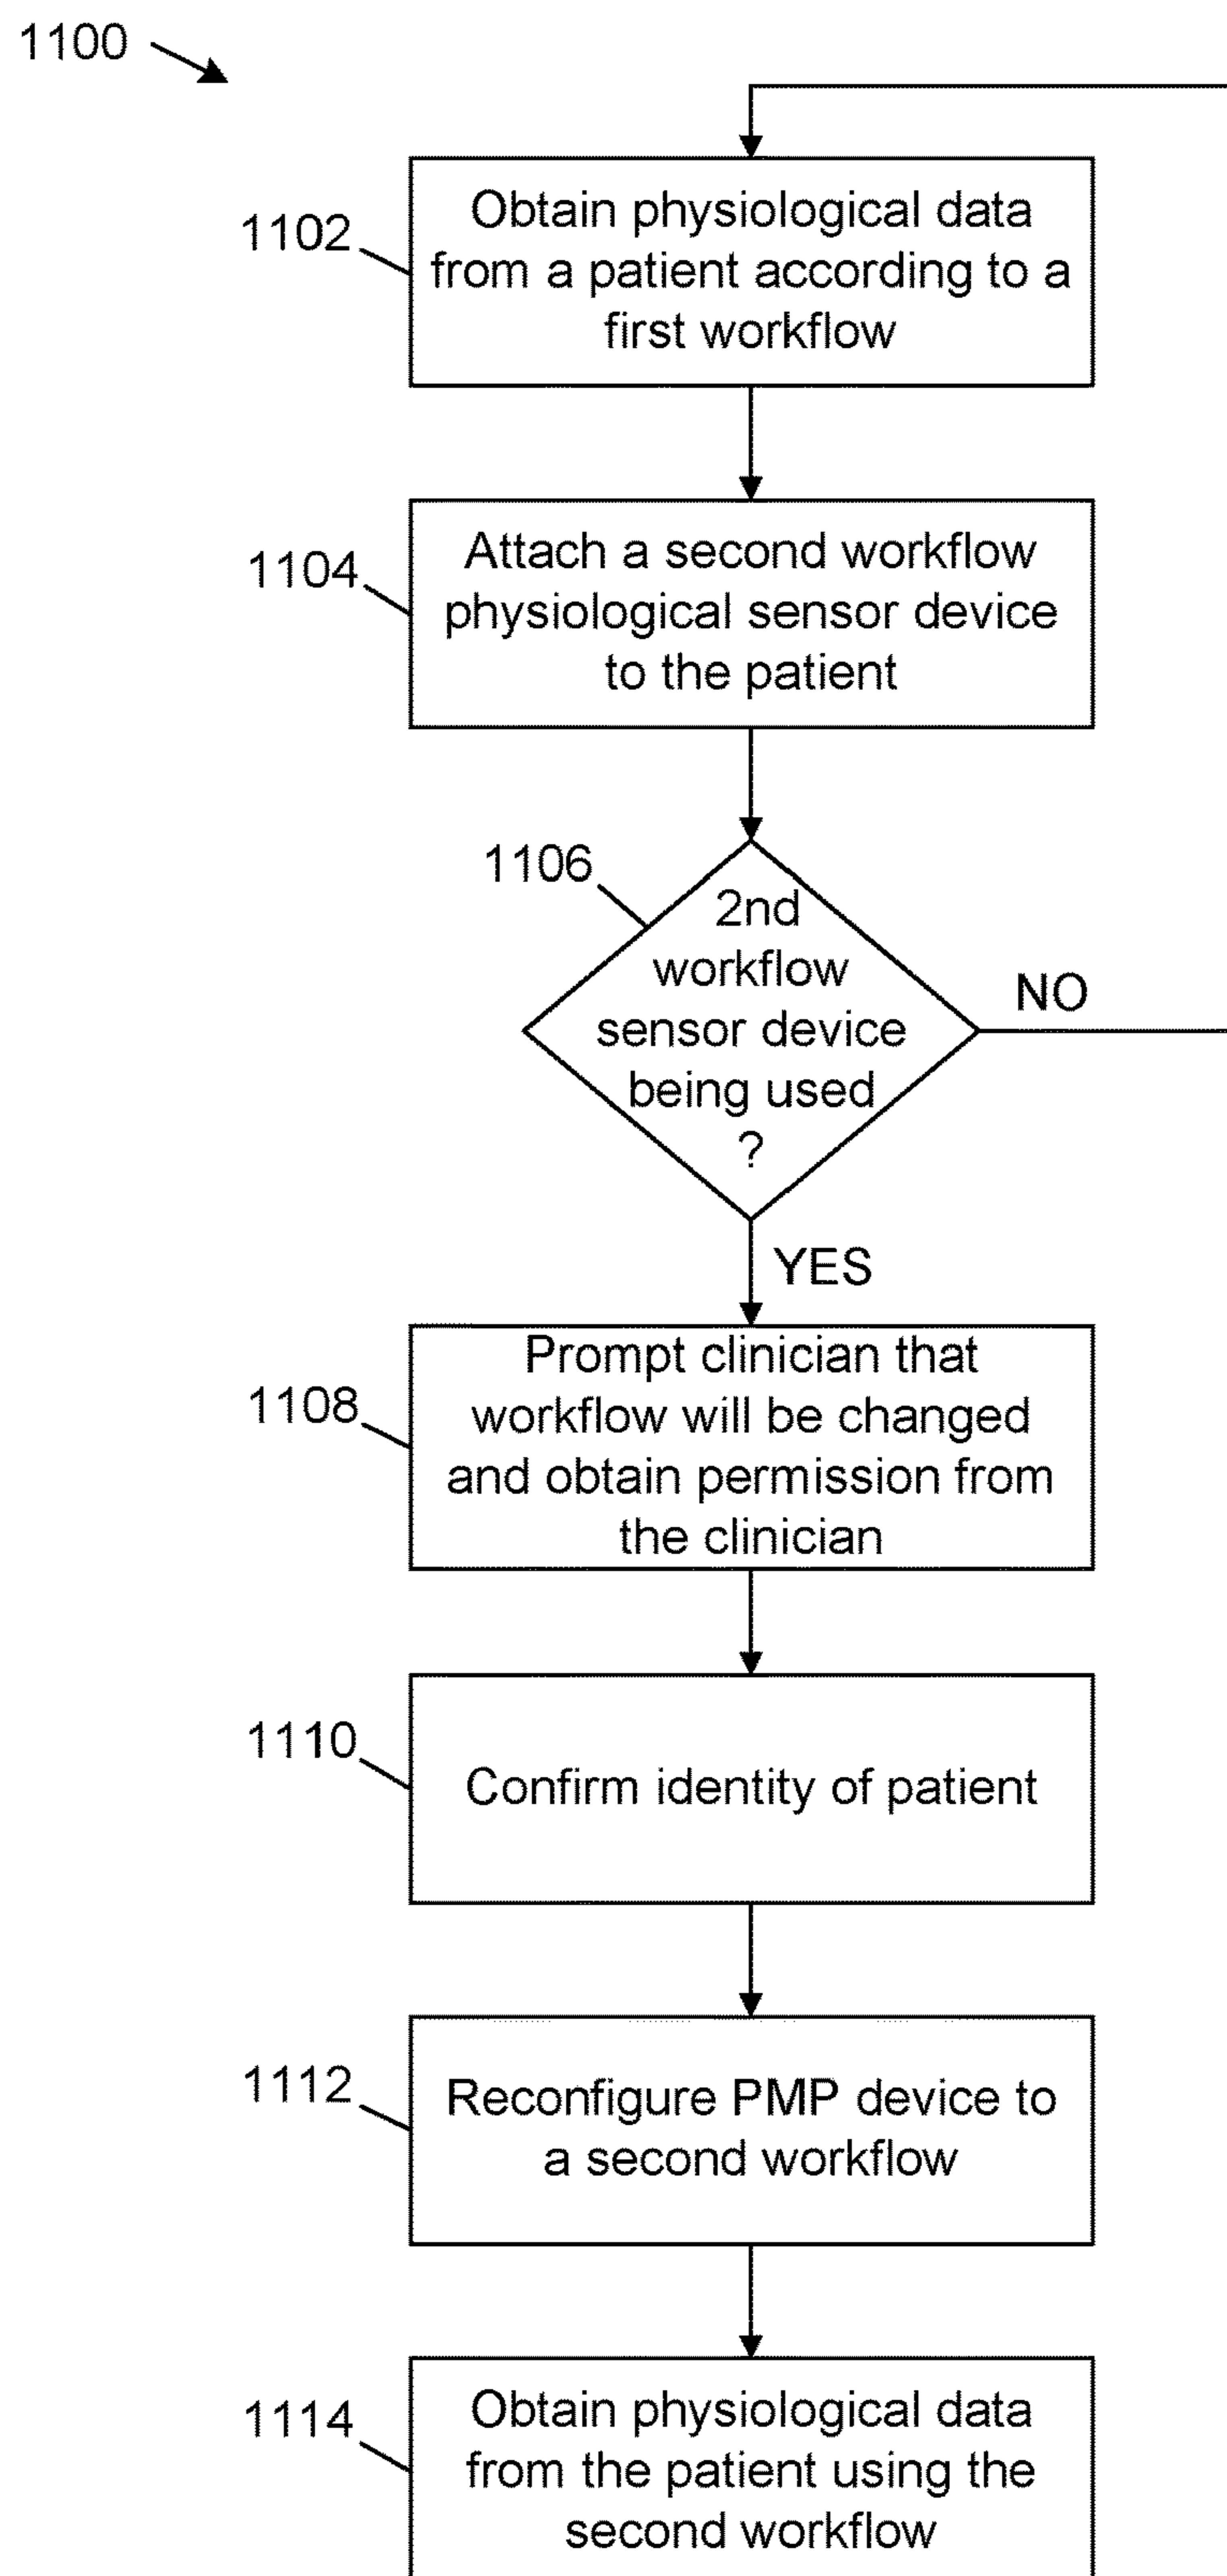 1100
1102
Obtain physiological data
from a patient according to a
first workflow
1104
Attach a second workflow
physiological sensor device
to the patient
1106
2nd
workflow
sensor device
being used
?
NO
YES
1108
Prompt clinician that
workflow will be changed
and obtain permission from
the clinician
1110
Confirm identity of patient
1112
Reconfigure PMP device to
a second workflow
1114
Obtain physiological data
from the patient using the
second workflow